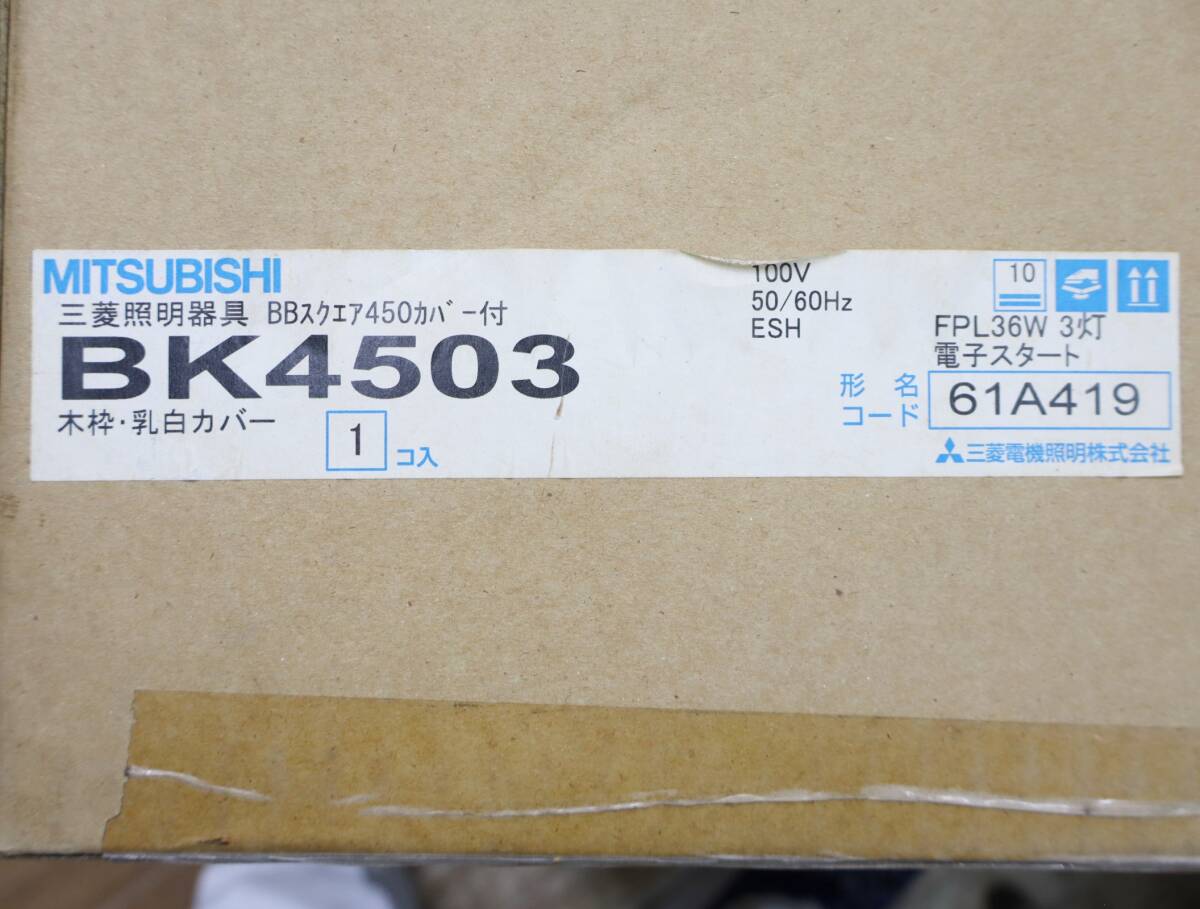 MITSUBISHI
三菱照明器具 BBスクエア450カバー付
BK4503
木枠・乳白カバー
1
コ入
100V
50/60Hz
ESH
10
FPL36W 3灯
電子スタート
形名
コード
61A419
三菱電機照明株式会社